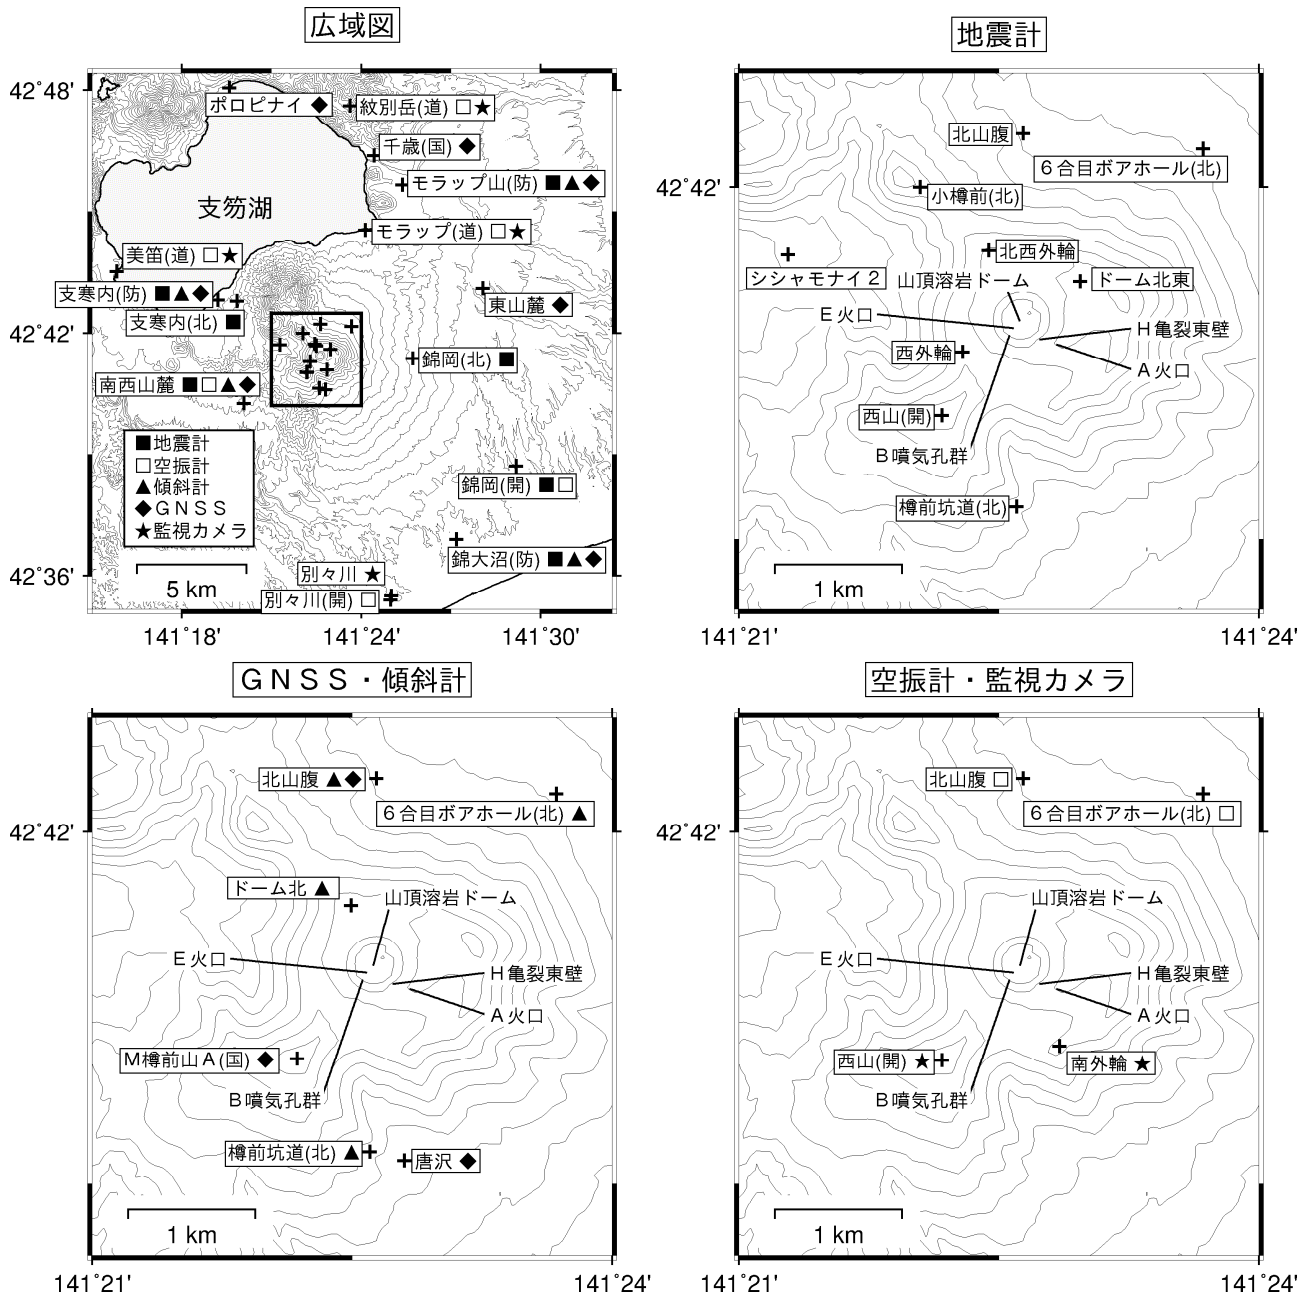 広域図
42˚48'
42˚42'
42˚36'
141˚18'
141˚24'
141˚30'
ポロピナイ ◆
紋別岳(道) □★
千歳(国) ◆
モラップ山(防) ■▲◆
支笏湖
モラップ(道) □★
美笛(道) □★
支寒内(防) ■▲◆
支寒内(北) ■
東山麓 ◆
錦岡(北) ■
南西山麓 ■□▲◆
■地震計
□空振計
▲傾斜計
◆ＧＮＳＳ
★監視カメラ
錦岡(開) ■□
錦大沼(防) ■▲◆
別々川 ★
別々川(開) □
5 km
地震計
42˚42'
141˚21'
141˚24'
北山腹
６合目ボアホール(北)
小樽前(北)
北西外輪
シシャモナイ２
山頂溶岩ドーム
ドーム北東
Ｅ火口
Ｈ亀裂東壁
西外輪
Ａ火口
西山(開)
Ｂ噴気孔群
樽前坑道(北)
1 km
ＧＮＳＳ・傾斜計
42˚42'
141˚21'
141˚24'
北山腹 ▲◆
６合目ボアホール(北) ▲
ドーム北 ▲
山頂溶岩ドーム
Ｅ火口
Ｈ亀裂東壁
Ａ火口
Ｍ樽前山Ａ(国) ◆
Ｂ噴気孔群
樽前坑道(北) ▲
唐沢 ◆
1 km
空振計・監視カメラ
42˚42'
141˚21'
141˚24'
北山腹 □
６合目ボアホール(北) □
山頂溶岩ドーム
Ｅ火口
Ｈ亀裂東壁
Ａ火口
西山(開) ★
南外輪 ★
Ｂ噴気孔群
1 km